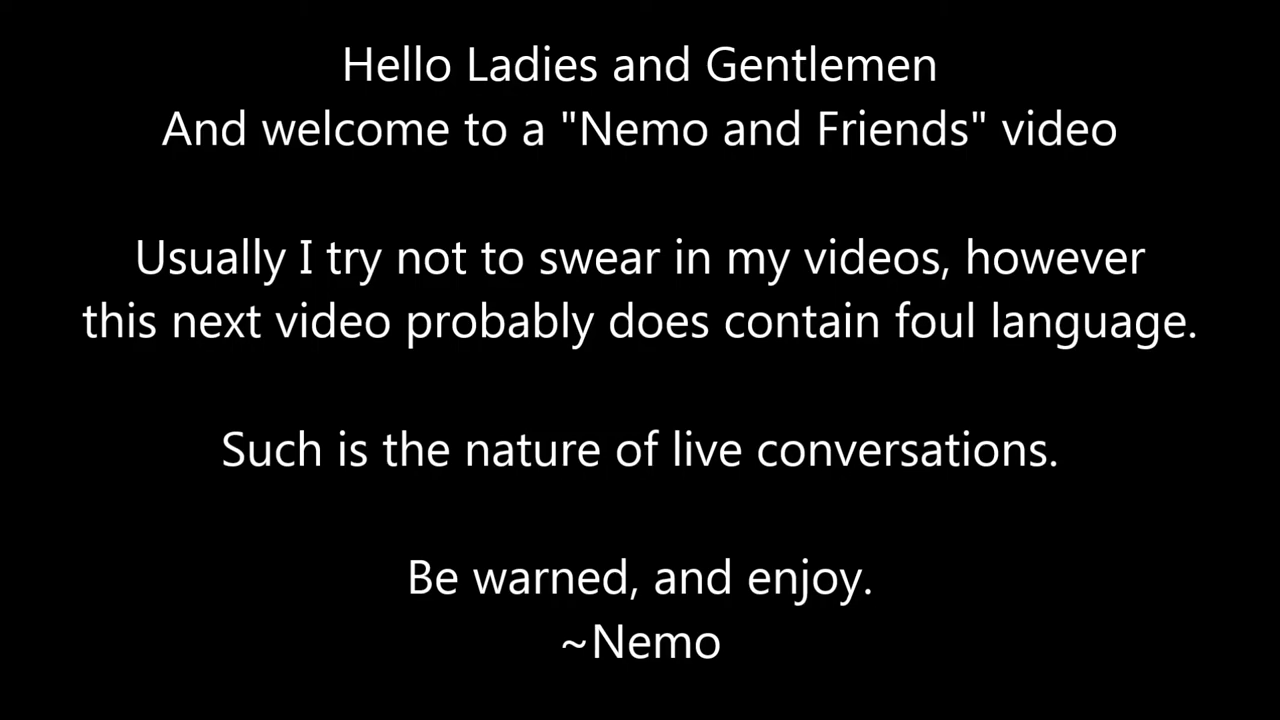 Hello Ladies and Gentlemen
And welcome to a "Nemo and Friends" video
Usually I try not to swear in my videos, however
this next video probably does contain foul language.
Such is the nature of live conversations.
Be warned, and enjoy.
~Nemo